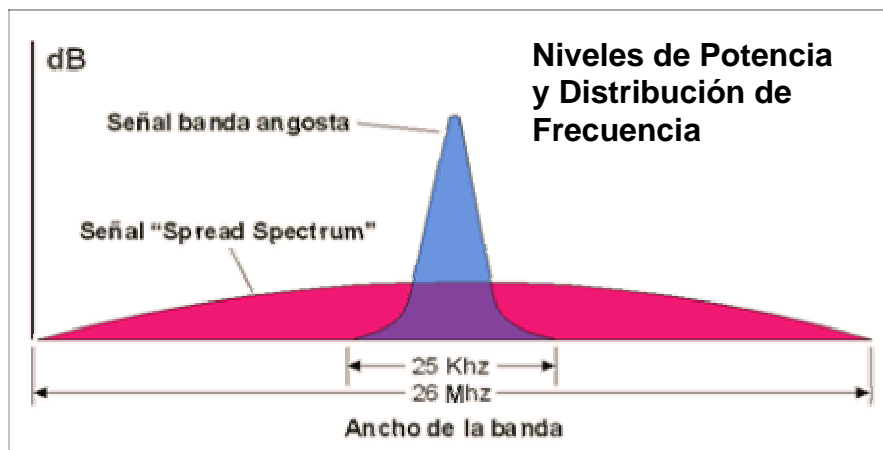 dB
Niveles de Potencia
y Distribución de
Frecuencia
Señal banda angosta
Señal “Spread Spectrum”
25 Khz
26 Mhz
Ancho de la banda